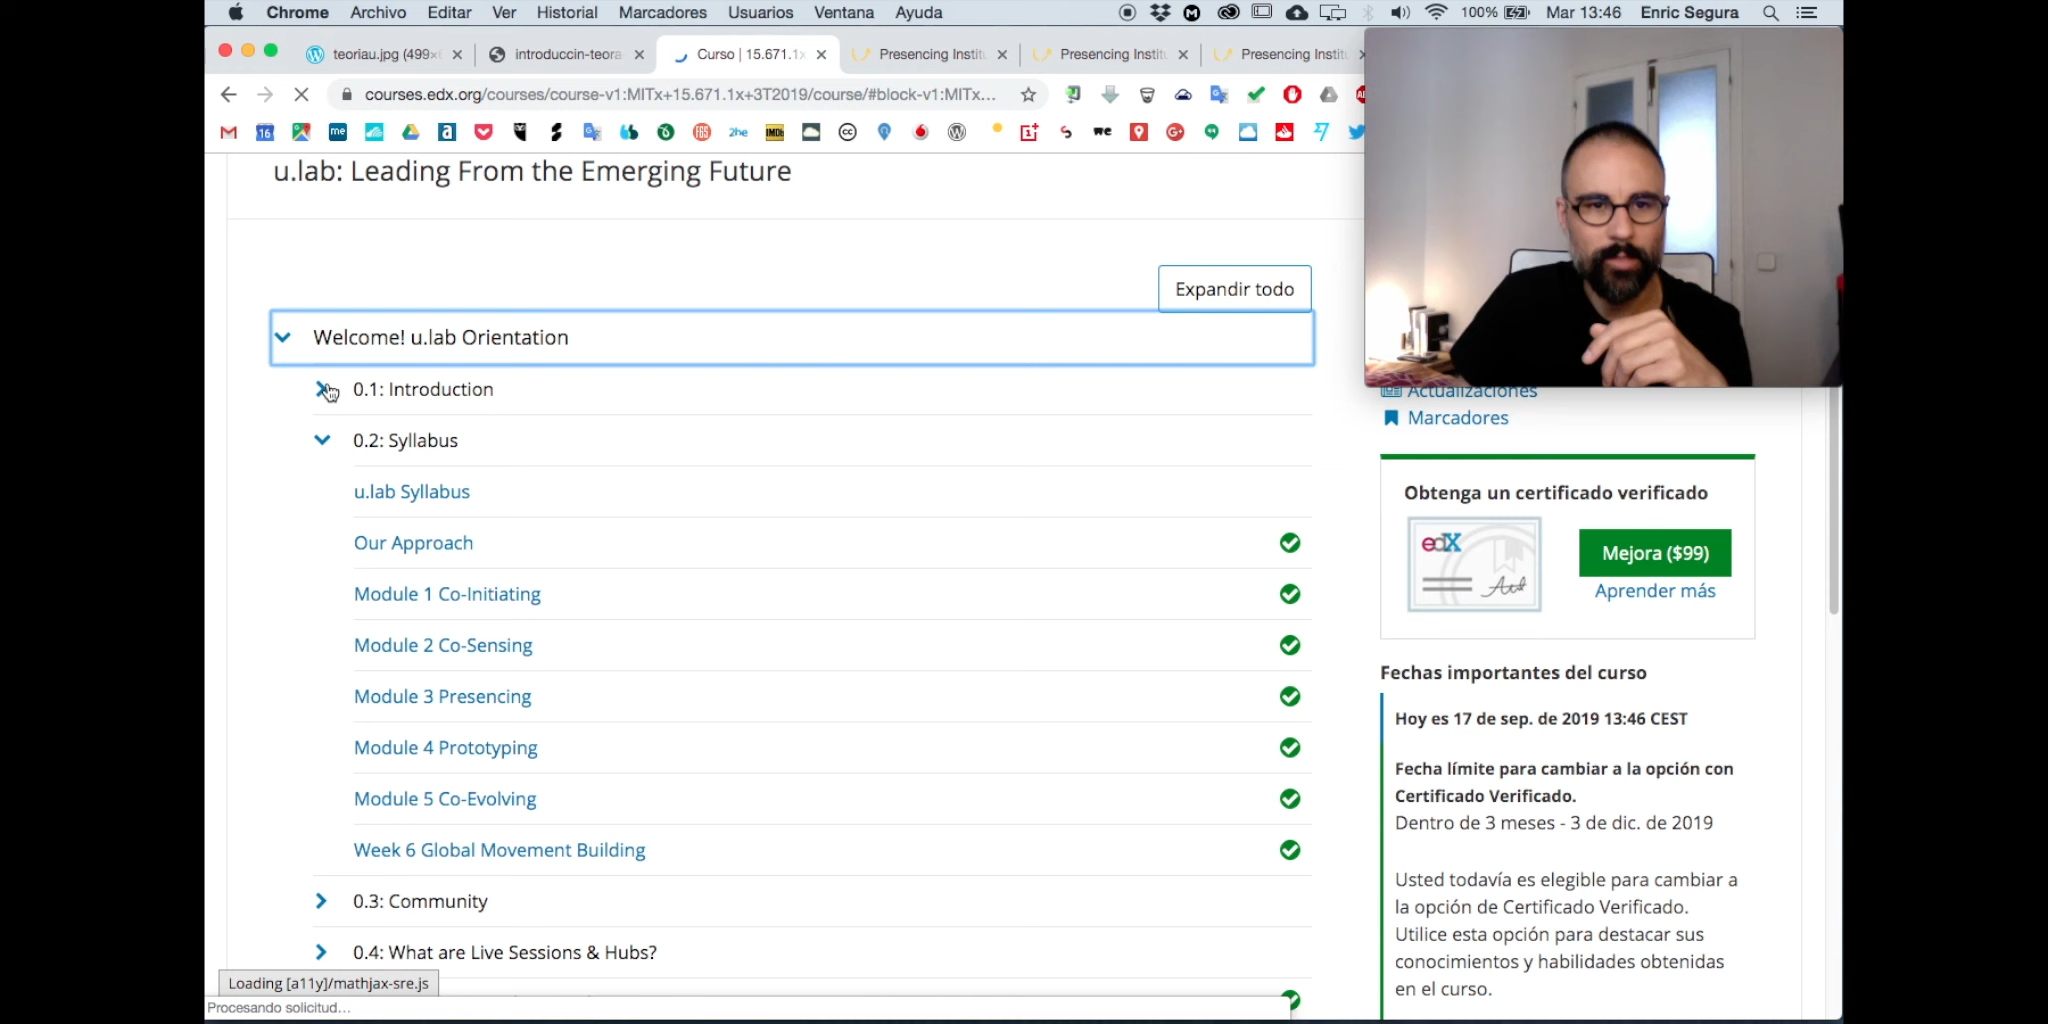 Chrome Archivo Editar Ver Historial Marcadores Usuarios Ventana Ayuda 100% Mar 13:46 Enric Segura
teoriau.jpg (499× introduccin-teora Curso | 15.671.1x Presencing Institu Presencing Institu Presencing Institu
courses.edx.org/courses/course-v1:MITx+15.671.1x+3T2019/course/#block-v1:MITx...
u.lab: Leading From the Emerging Future
Expandir todo
Welcome! u.lab Orientation
0.1: Introduction
0.2: Syllabus
u.lab Syllabus
Our Approach
Module 1 Co-Initiating
Module 2 Co-Sensing
Module 3 Presencing
Module 4 Prototyping
Module 5 Co-Evolving
Week 6 Global Movement Building
0.3: Community
0.4: What are Live Sessions & Hubs?
Loading [a11y]/mathjax-sre.js
Procesando solicitud...
Actualizaciones
Marcadores
Obtenga un certificado verificado
edX
Mejora ($99)
Aprender más
Fechas importantes del curso
Hoy es 17 de sep. de 2019 13:46 CEST
Fecha límite para cambiar a la opción con
Certificado Verificado.
Dentro de 3 meses - 3 de dic. de 2019
Usted todavía es elegible para cambiar a
la opción de Certificado Verificado.
Utilice esta opción para destacar sus
conocimientos y habilidades obtenidas
en el curso.